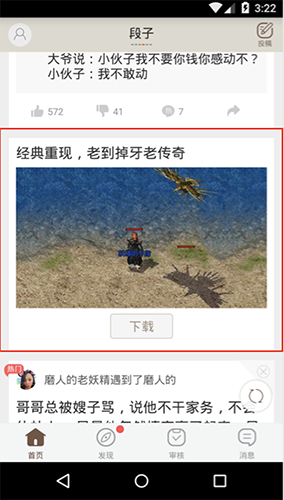 3:22
段子
投稿
大爷说：小伙子我不要你钱你感动不？
小伙子：我不敢动
572
41
7
经典重现，老到掉牙老传奇
下载
热门
磨人的老妖精遇到了磨人的
哥哥总被嫂子骂，说他不干家务，不
首页
发现
审核
消息